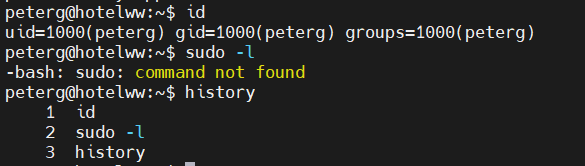 peterg@hotelww:~$ id
uid=1000(peterg) gid=1000(peterg) groups=1000(peterg)
peterg@hotelww:~$ sudo -l
-bash: sudo: command not found
peterg@hotelww:~$ history
    1  id
    2  sudo -l
    3  history